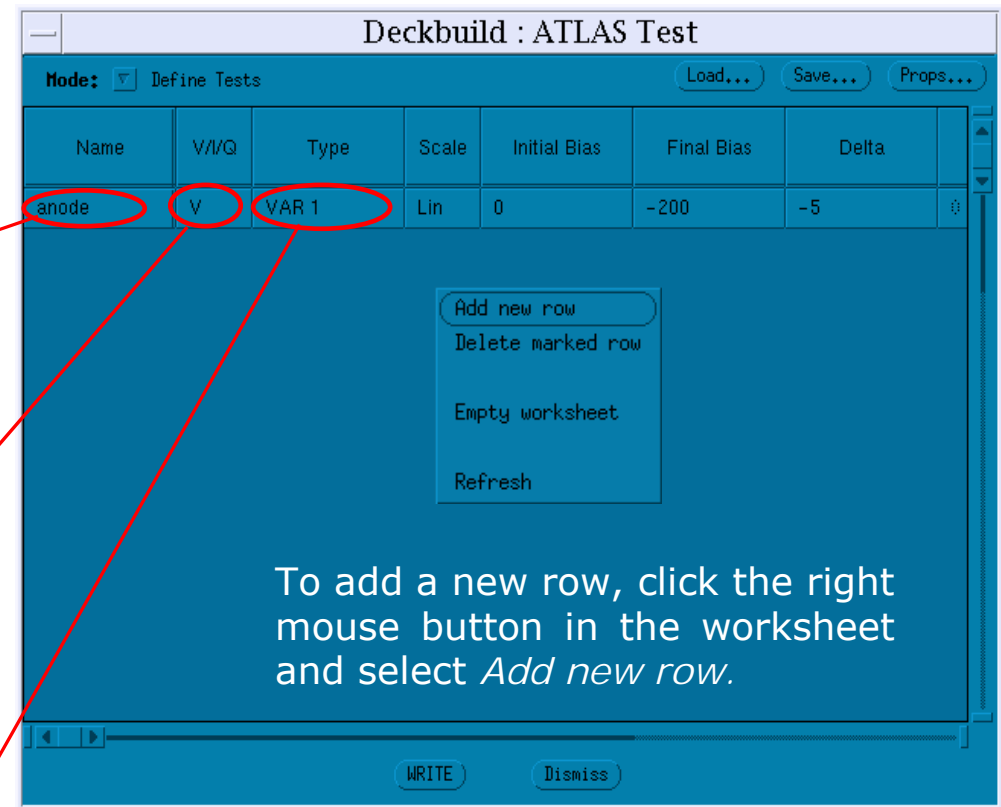 Deckbuild : ATLAS Test
Mode: Define Tests Load... Save... Props...
Name V/I/Q Type Scale Initial Bias Final Bias Delta
anode V VAR 1 Lin 0 -200 -5 0
Add new row
Delete marked row
Empty worksheet
Refresh
To add a new row, click the right
mouse button in the worksheet
and select Add new row.
WRITE Dismiss